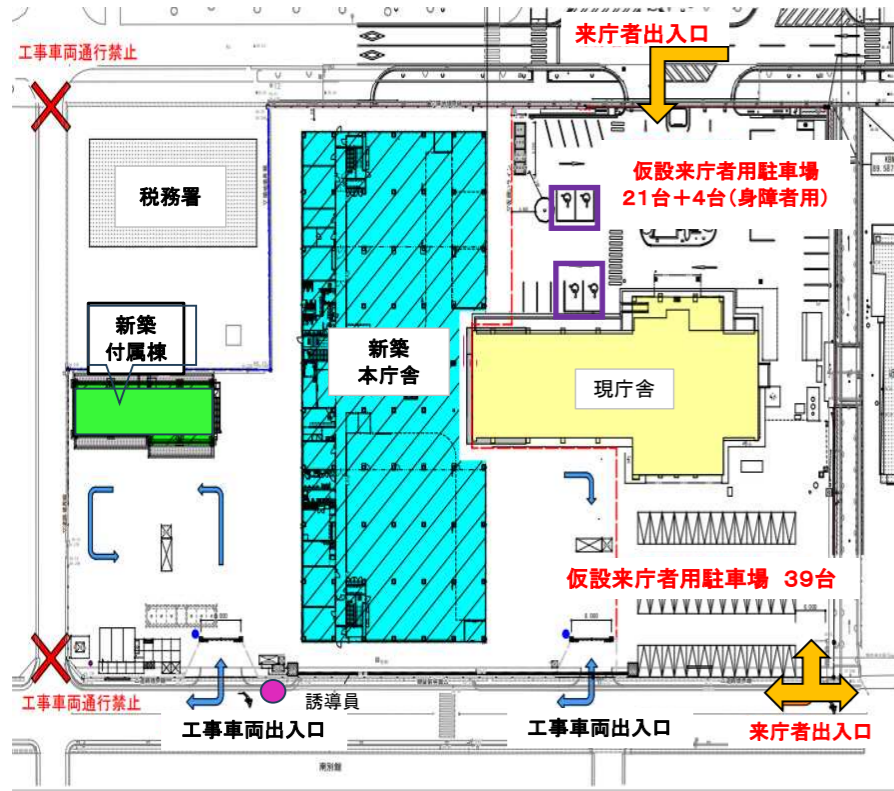 来庁者出入口
工事車両通行禁止
仮設来庁者用駐車場
21台＋4台(身障者用)
税務署
新築
付属棟
新築
本庁舎
現庁舎
仮設来庁者用駐車場 39台
工事車両通行禁止
誘導員
工事車両出入口
工事車両出入口
来庁者出入口